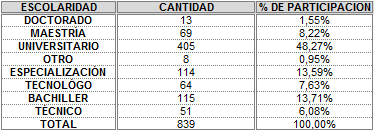 ESCOLARIDAD CANTIDAD % DE PARTICIPACION
DOCTORADO 13 1,55%
MAESTRIA 69 8,22%
UNIVERSITARIO 405 48,27%
OTRO 8 0,95%
ESPECIALIZACIÓN 114 13,59%
TECNOLÓGO 64 7,63%
BACHILLER 115 13,71%
TÉCNICO 51 6,08%
TOTAL 839 100,00%